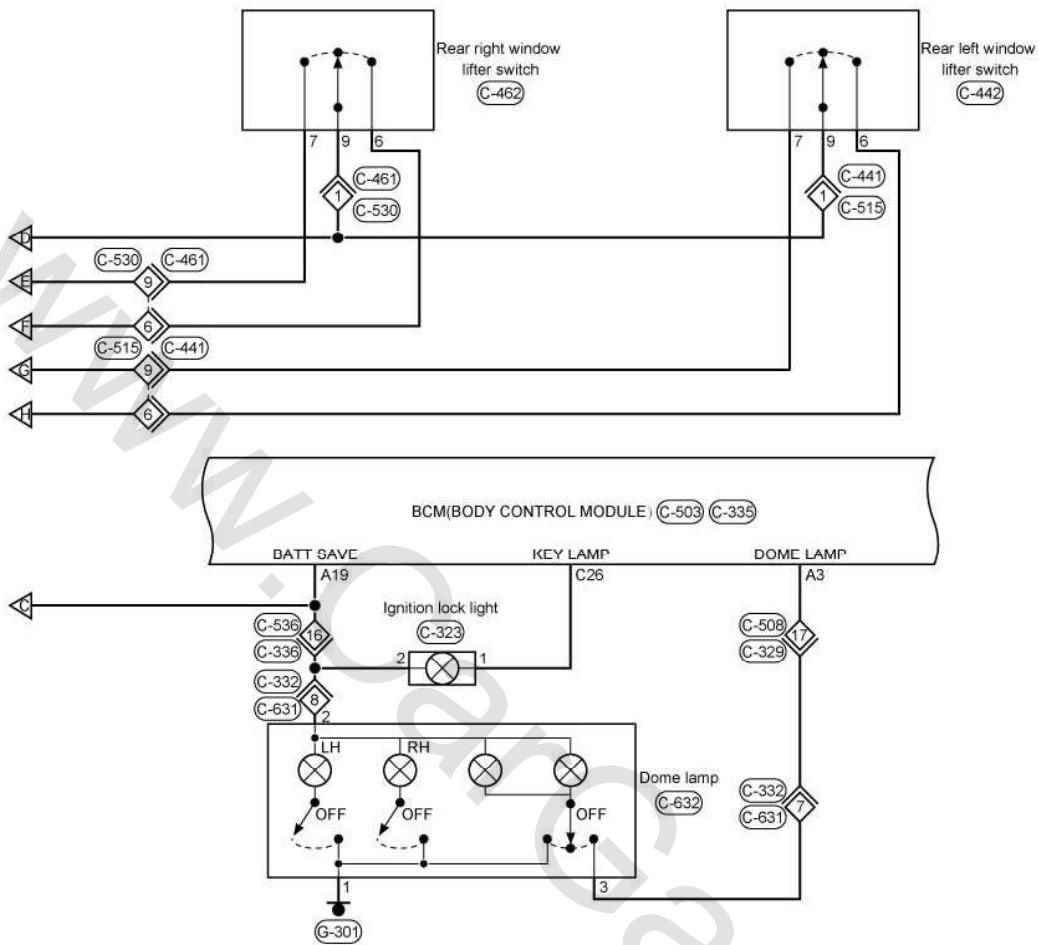 Rear right window
lifter switch
C-462
Rear left window
lifter switch
C-442
7 9 6
7 9 6
C-461
1
C-530
C-441
1
C-515
D
C-530 C-461
E 9
F 6
C-515 C-441
G 9
H 6
BCM(BODY CONTROL MODULE) C-503 C-335
BATT SAVE KEY LAMP DOME LAMP
A19 C26 A3
C
Ignition lock light
C-323
C-536
16
C-336
2 1
C-508
17
C-329
C-332
8
C-631
2
LH RH
OFF OFF OFF
Dome lamp
C-632
C-332
7
C-631
1 3
G-301
www.CarGa